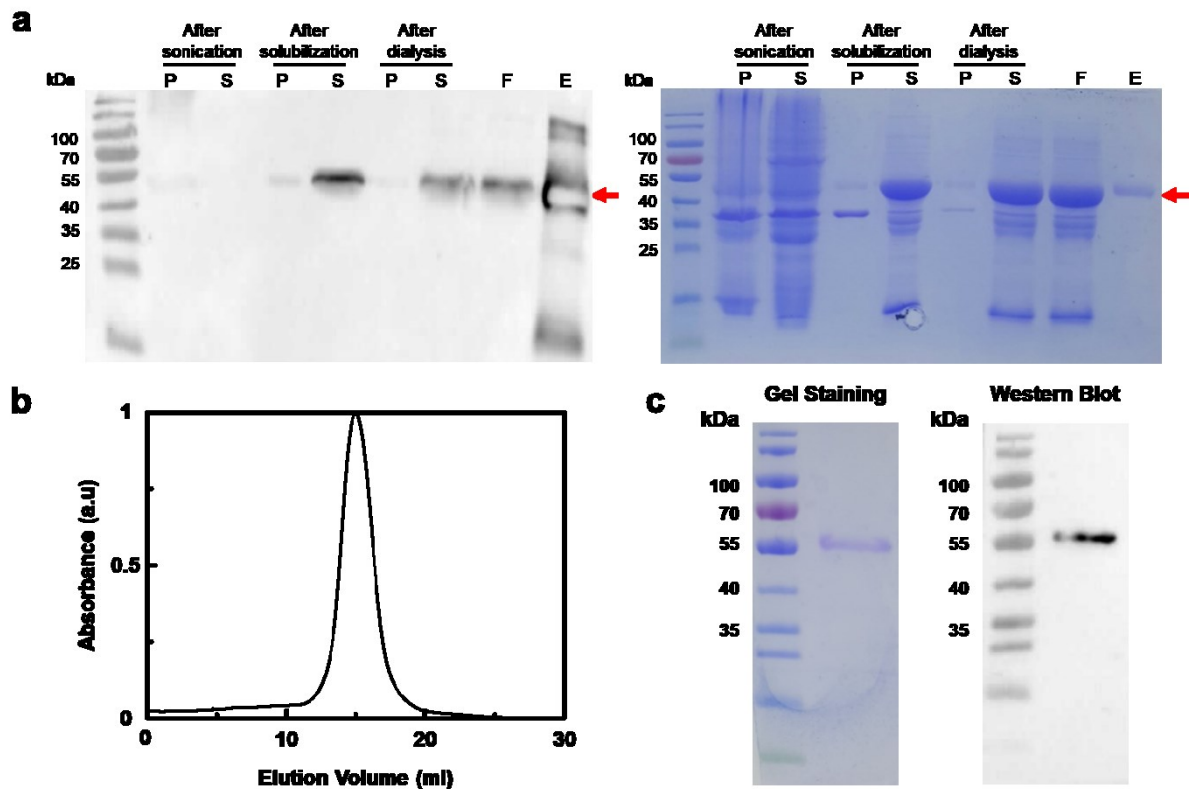 a
After sonication
After solubilization
After dialysis
kDa P S P S P S F E
100
70
55
40
35
25
After sonication
After solubilization
After dialysis
kDa P S P S P S F E
100
70
55
40
35
25
b
Absorbance (a.u)
1
0.5
0
0 10 20 30
Elution Volume (ml)
c
Gel Staining
kDa
100
70
55
40
35
Western Blot
kDa
100
70
55
40
35